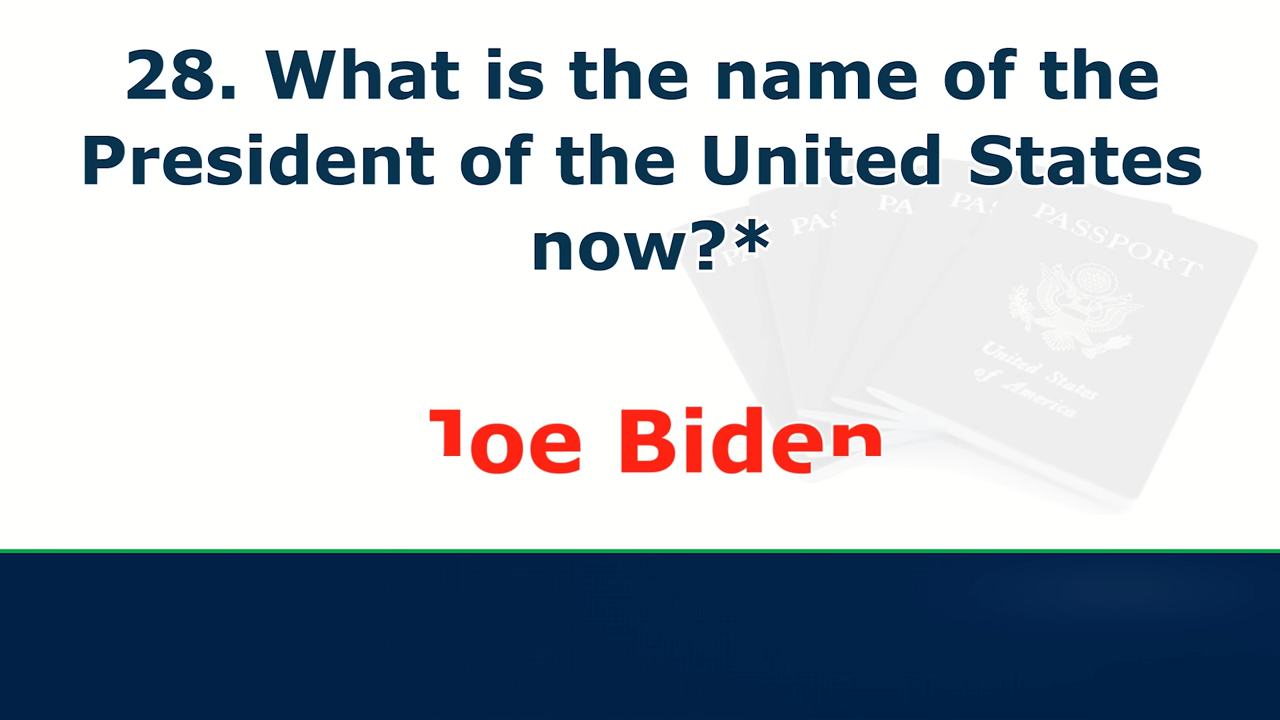 28. What is the name of the
President of the United States
now?*
PASSPORT
United States
of America
Joe Biden